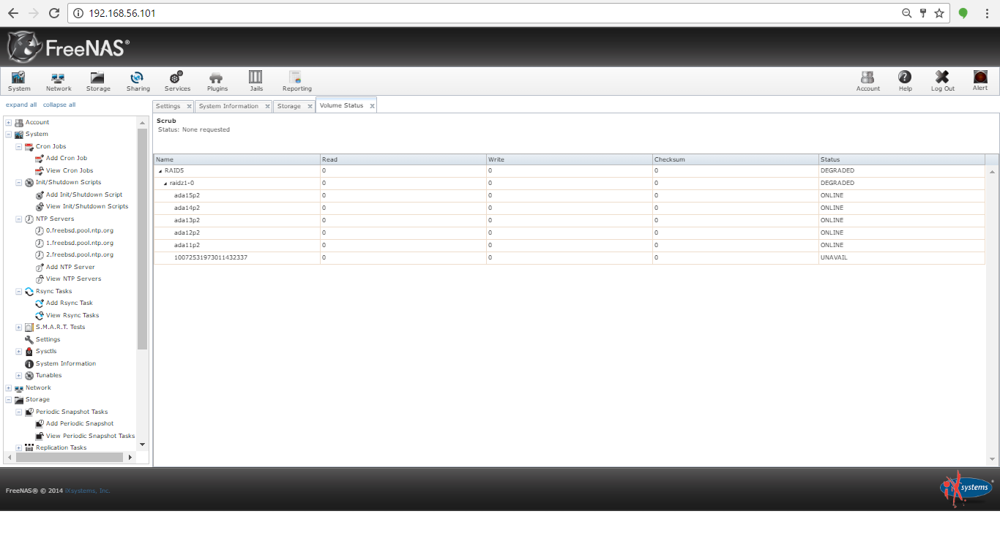 192.168.56.101
FreeNAS®
System Network Storage Sharing Services Plugins Jails Reporting Account Help Log Out Alert
expand all collapse all
Settings System Information Storage Volume Status
Account
System
Cron Jobs
Add Cron Job
View Cron Jobs
Init/Shutdown Scripts
Add Init/Shutdown Script
View Init/Shutdown Scripts
NTP Servers
0.freebsd.pool.ntp.org
1.freebsd.pool.ntp.org
2.freebsd.pool.ntp.org
Add NTP Server
View NTP Servers
Rsync Tasks
Add Rsync Task
View Rsync Tasks
S.M.A.R.T. Tests
Settings
Sysctls
System Information
Tunables
Network
Storage
Periodic Snapshot Tasks
Add Periodic Snapshot
View Periodic Snapshot Tasks
Replication Tasks
Scrub
Status: None requested
Name Read Write Checksum Status
RAID5 0 0 0 DEGRADED
raidz1-0 0 0 0 DEGRADED
ada15p2 0 0 0 ONLINE
ada14p2 0 0 0 ONLINE
ada13p2 0 0 0 ONLINE
ada12p2 0 0 0 ONLINE
ada11p2 0 0 0 ONLINE
10072531973011432337 0 0 0 UNAVAIL
FreeNAS® © 2014 iXsystems, Inc.
iXsystems®